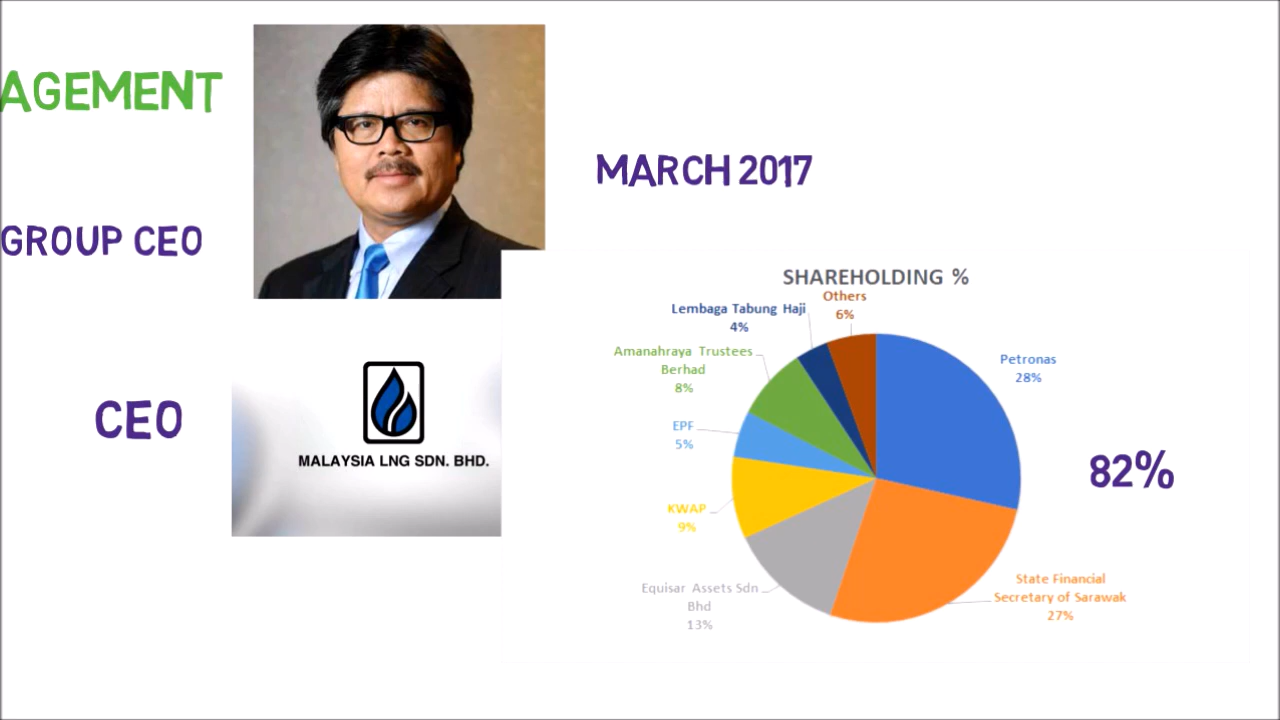 AGEMENT
GROUP CEO
CEO
MALAYSIA LNG SDN. BHD.
MARCH 2017
SHAREHOLDING %
Others
6%
Lembaga Tabung Haji
4%
Amanahraya Trustees
Berhad
8%
EPF
5%
KWAP
9%
Equisar Assets Sdn
Bhd
13%
Petronas
28%
State Financial
Secretary of Sarawak
27%
82%